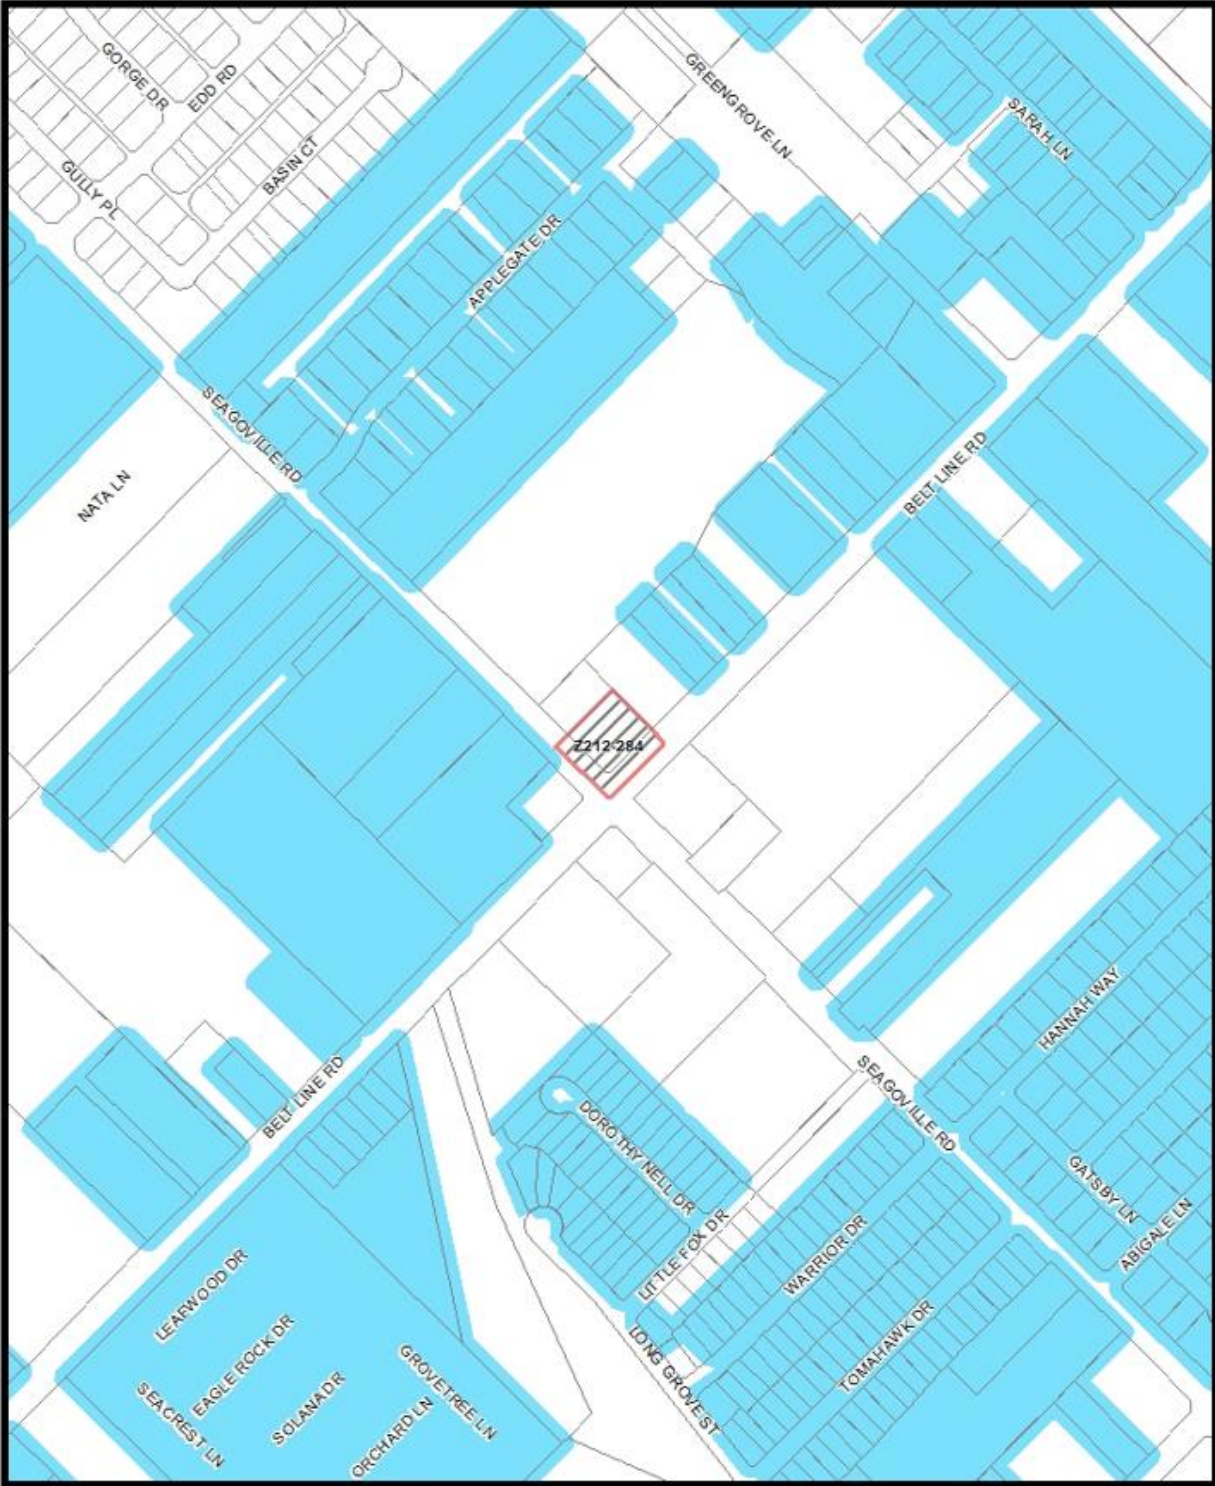 GORGE DR
EDD RD
GREENGROVE LN
SARAH LN
BASIN CT
GULLY PL
APPLEGATE DR
SEAGOVILLE RD
BELT LINE RD
NATA LN
Z212-284
HANNAH WAY
BELT LINE RD
SEAGOVILLE RD
DOROTHY NELL DR
GATSBY LN
ABIGALE LN
LITTLE FOX DR
WARRIOR DR
LEAFWOOD DR
TOMAHAWK DR
EAGLE ROCK DR
LONG GROVE ST
GROVETREE LN
SEACREST LN
SOLANA DR
ORCHARD LN